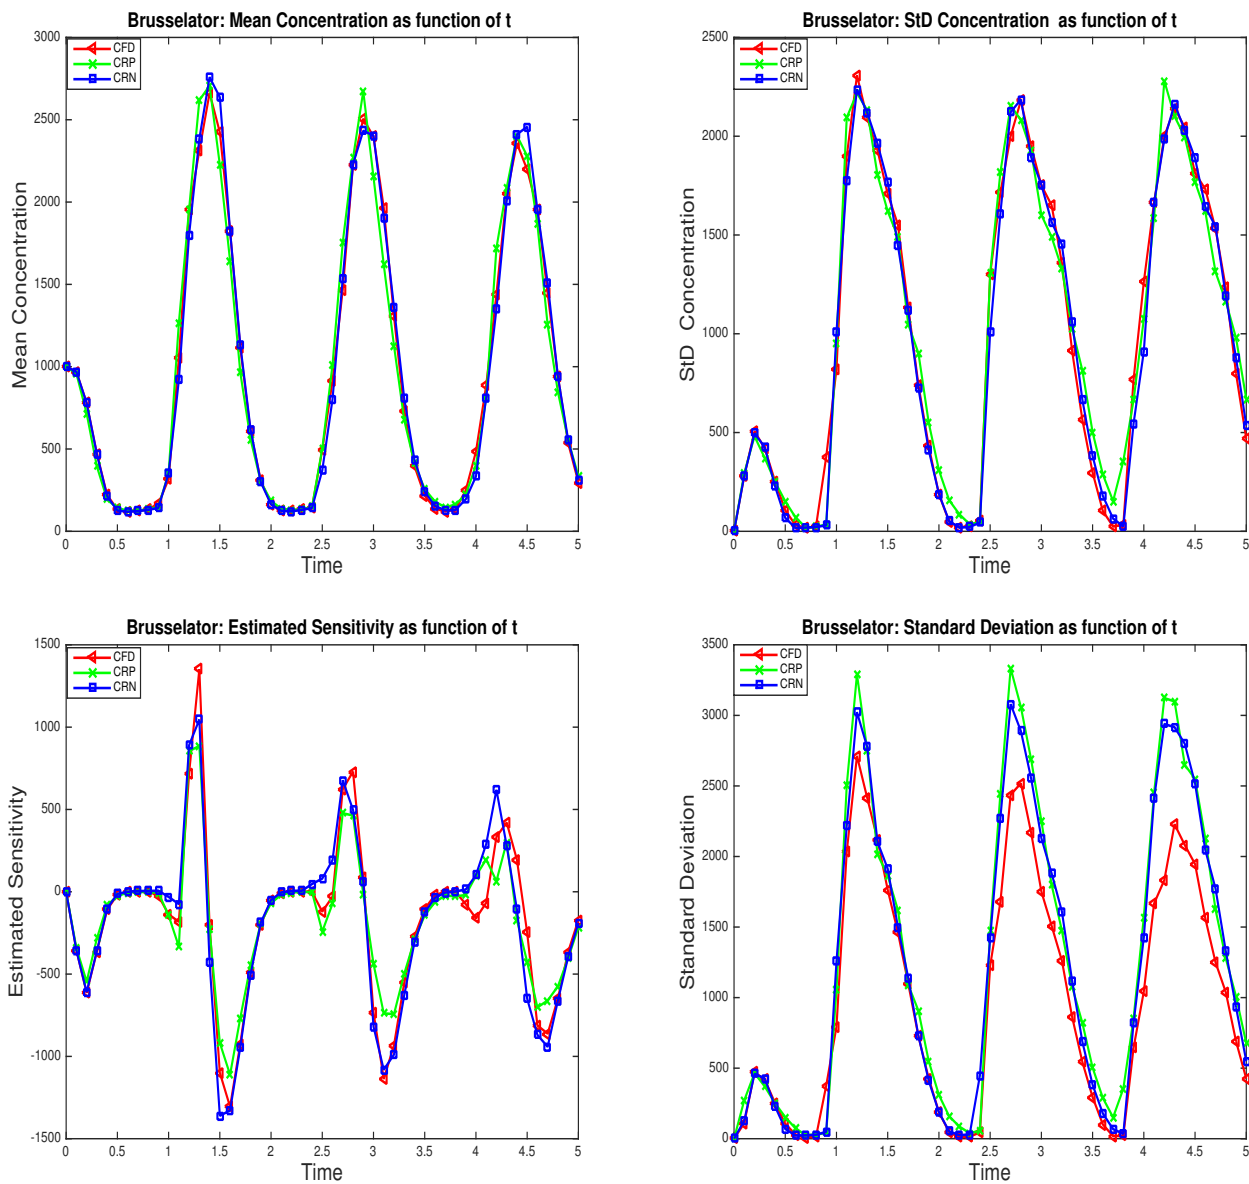 Brusselator: Mean Concentration as function of t
3000
2500
2000
1500
1000
500
0
Mean Concentration
CFD
CRP
CRN
0 0.5 1 1.5 2 2.5 3 3.5 4 4.5 5
Time
Brusselator: StD Concentration as function of t
2500
2000
1500
1000
500
0
StD Concentration
CFD
CRP
CRN
0 0.5 1 1.5 2 2.5 3 3.5 4 4.5 5
Time
Brusselator: Estimated Sensitivity as function of t
1500
1000
500
0
-500
-1000
-1500
Estimated Sensitivity
CFD
CRP
CRN
0 0.5 1 1.5 2 2.5 3 3.5 4 4.5 5
Time
Brusselator: Standard Deviation as function of t
3500
3000
2500
2000
1500
1000
500
0
Standard Deviation
CFD
CRP
CRN
0 0.5 1 1.5 2 2.5 3 3.5 4 4.5 5
Time